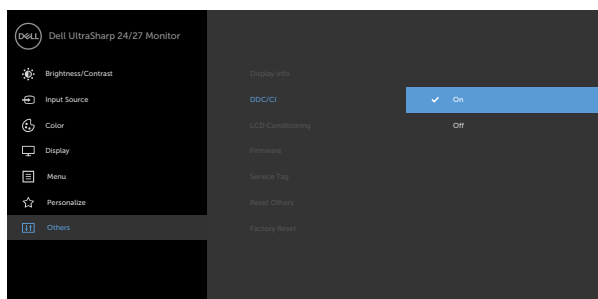 DELL Dell UltraSharp 24/27 Monitor
Brightness/Contrast Display Info
Input Source DDC/CI On
Color LCD Conditioning Off
Display Firmware
Menu Service Tag
Personalize Reset Others
Others Factory Reset